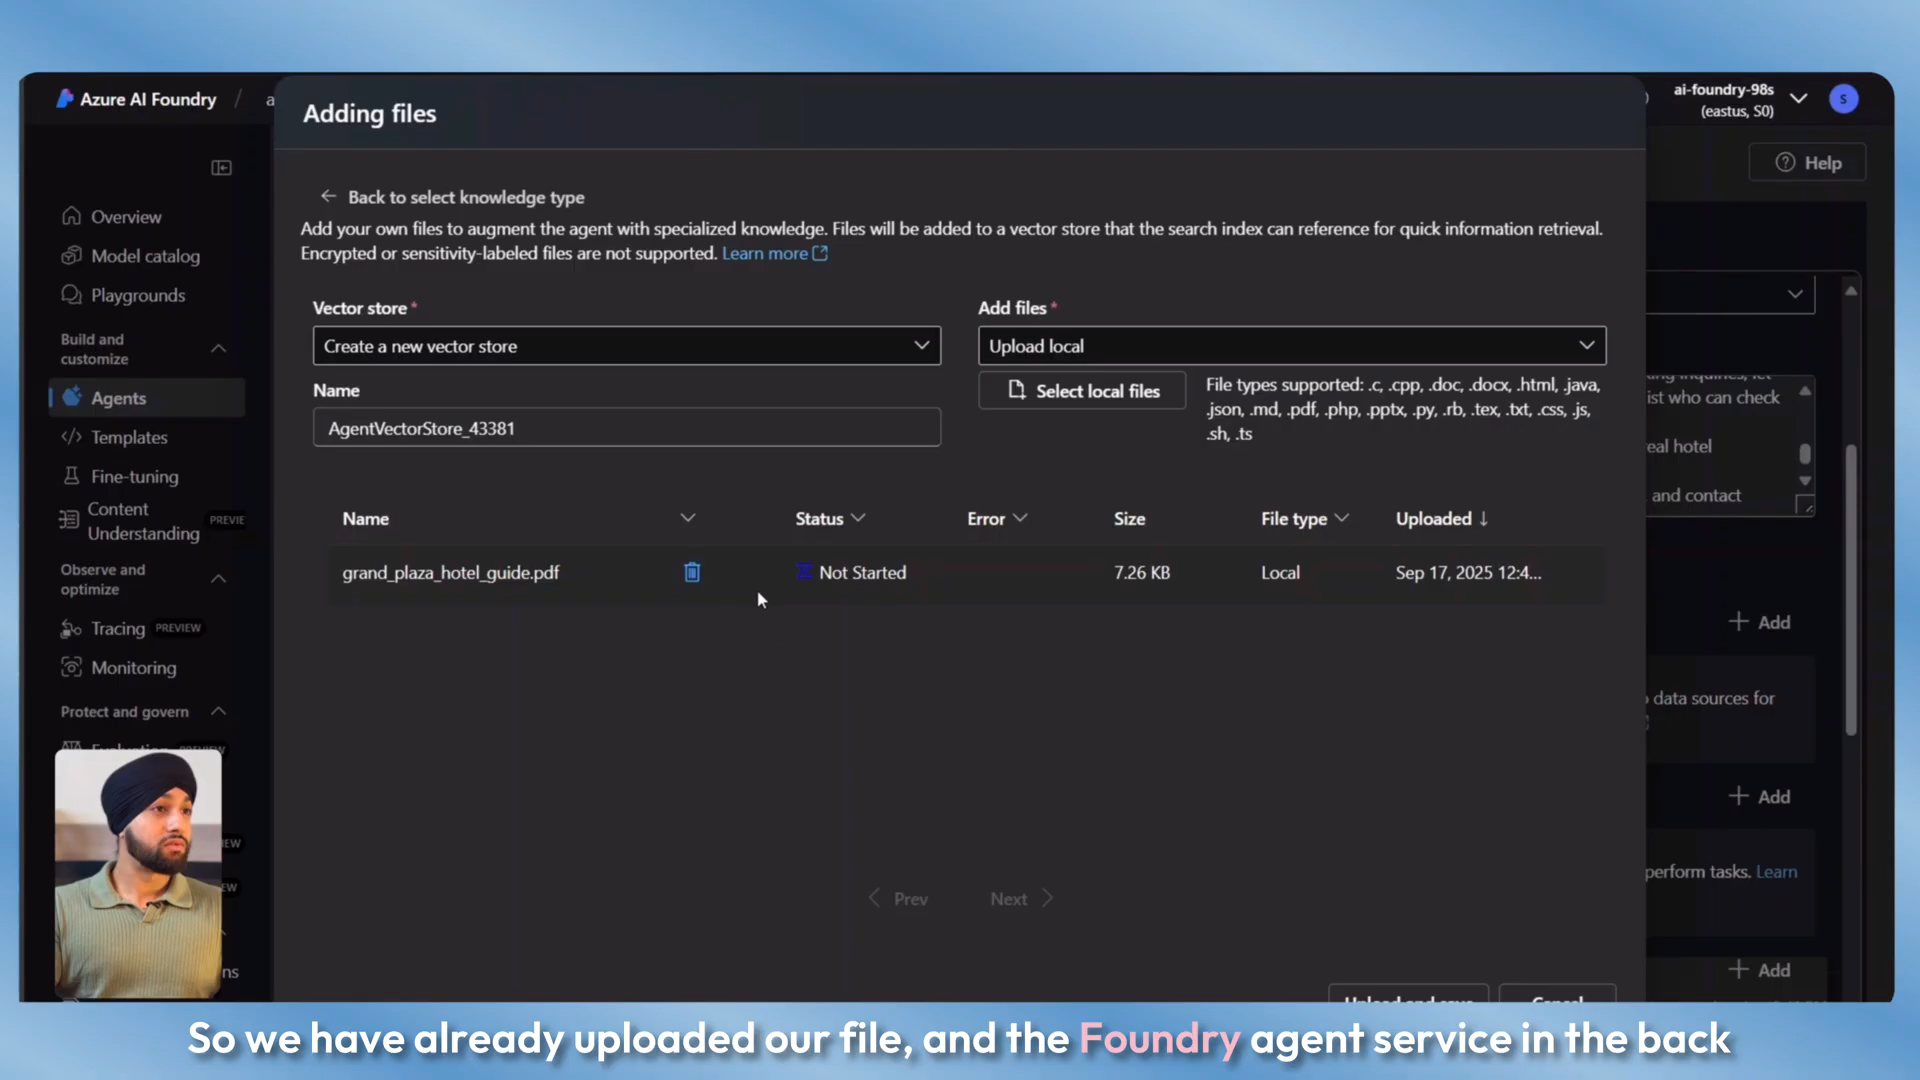 Azure AI Foundry / a
ai-foundry-98s
(eastus, S0)
S
Help
Overview
Model catalog
Playgrounds
Build and
customize
Agents
Templates
Fine-tuning
Content
Understanding
PREVIE
Observe and
optimize
Tracing PREVIEW
Monitoring
Protect and govern
EW
EW
ns
Adding files
Back to select knowledge type
Add your own files to augment the agent with specialized knowledge. Files will be added to a vector store that the search index can reference for quick information retrieval.
Encrypted or sensitivity-labeled files are not supported. Learn more
Vector store *
Create a new vector store
Name
AgentVectorStore_43381
Add files *
Upload local
Select local files
File types supported: .c, .cpp, .doc, .docx, .html, .java,
.json, .md, .pdf, .php, .pptx, .py, .rb, .tex, .txt, .css, .js,
.sh, .ts
Name Status Error Size File type Uploaded ↓
grand_plaza_hotel_guide.pdf Not Started 7.26 KB Local Sep 17, 2025 12:4...
Prev Next
ist who can check
eal hotel
and contact
+ Add
data sources for
+ Add
perform tasks. Learn
+ Add
So we have already uploaded our file, and the Foundry agent service in the back